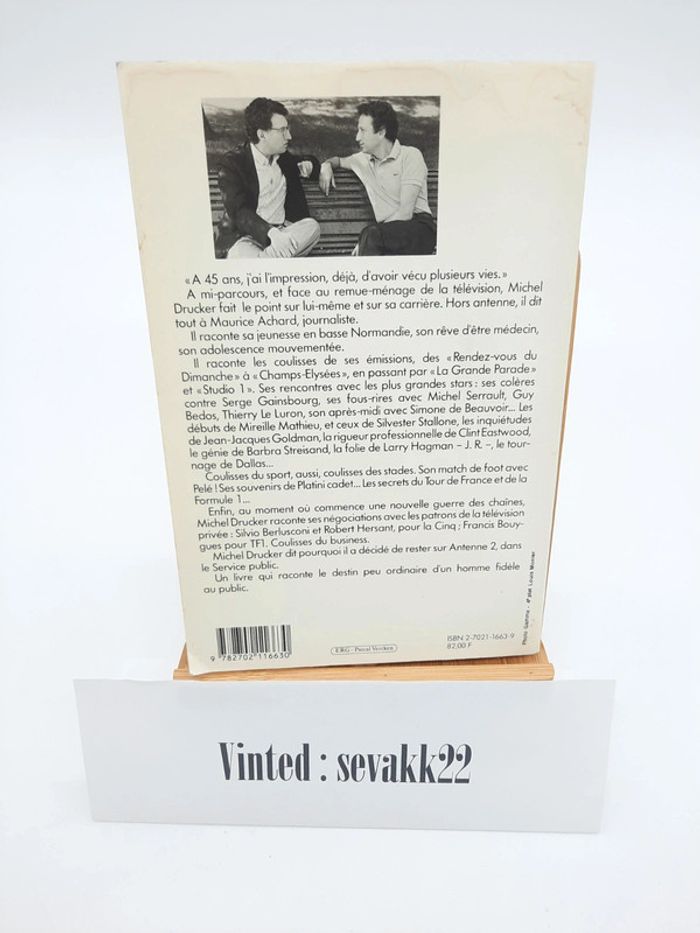 « A 45 ans, j'ai l'impression, déjà, d'avoir vécu plusieurs vies. »
A mi-parcours, et face au remue-ménage de la télévision, Michel
Drucker fait le point sur lui-même et sur sa carrière. Hors antenne, il dit
tout à Maurice Achard, journaliste.
Il raconte sa jeunesse en basse Normandie, son rêve d'être médecin,
son adolescence mouvementée.
Il raconte les coulisses de ses émissions, des « Rendez-vous du
Dimanche » à « Champs-Elysées », en passant par « La Grande Parade »
et « Studio 1 ». Ses rencontres avec les plus grandes stars : ses colères
contre Serge Gainsbourg, ses fous-rires avec Michel Serrault, Guy
Bedos, Thierry Le Luron, son après-midi avec Simone de Beauvoir... Les
débuts de Mireille Mathieu, et ceux de Silvester Stallone, les inquiétudes
de Jean-Jacques Goldman, la rigueur professionnelle de Clint Eastwood,
le génie de Barbra Streisand, la folie de Larry Hagman – J. R. –, le tour-
nage de Dallas...
Coulisses du sport, aussi, coulisses des stades. Son match de foot avec
Pelé ! Ses souvenirs de Platini cadet... Les secrets du Tour de France et de la
Formule 1...
Enfin, au moment où commence une nouvelle guerre des chaînes,
Michel Drucker raconte ses négociations avec les patrons de la télévision
privée : Silvio Berlusconi et Robert Hersant, pour la Cinq ; Francis Bouy-
gues pour TF1. Coulisses du business.
Michel Drucker dit pourquoi il a décidé de rester sur Antenne 2, dans
le Service public.
Un livre qui raconte le destin peu ordinaire d'un homme fidèle
au public.
Photo Gamma - 4e plat Louis Monier
9 782702 116630
ERG - Pascal Vercken
ISBN 2-7021-1663-9
82,00 F
Vinted : sevakk22